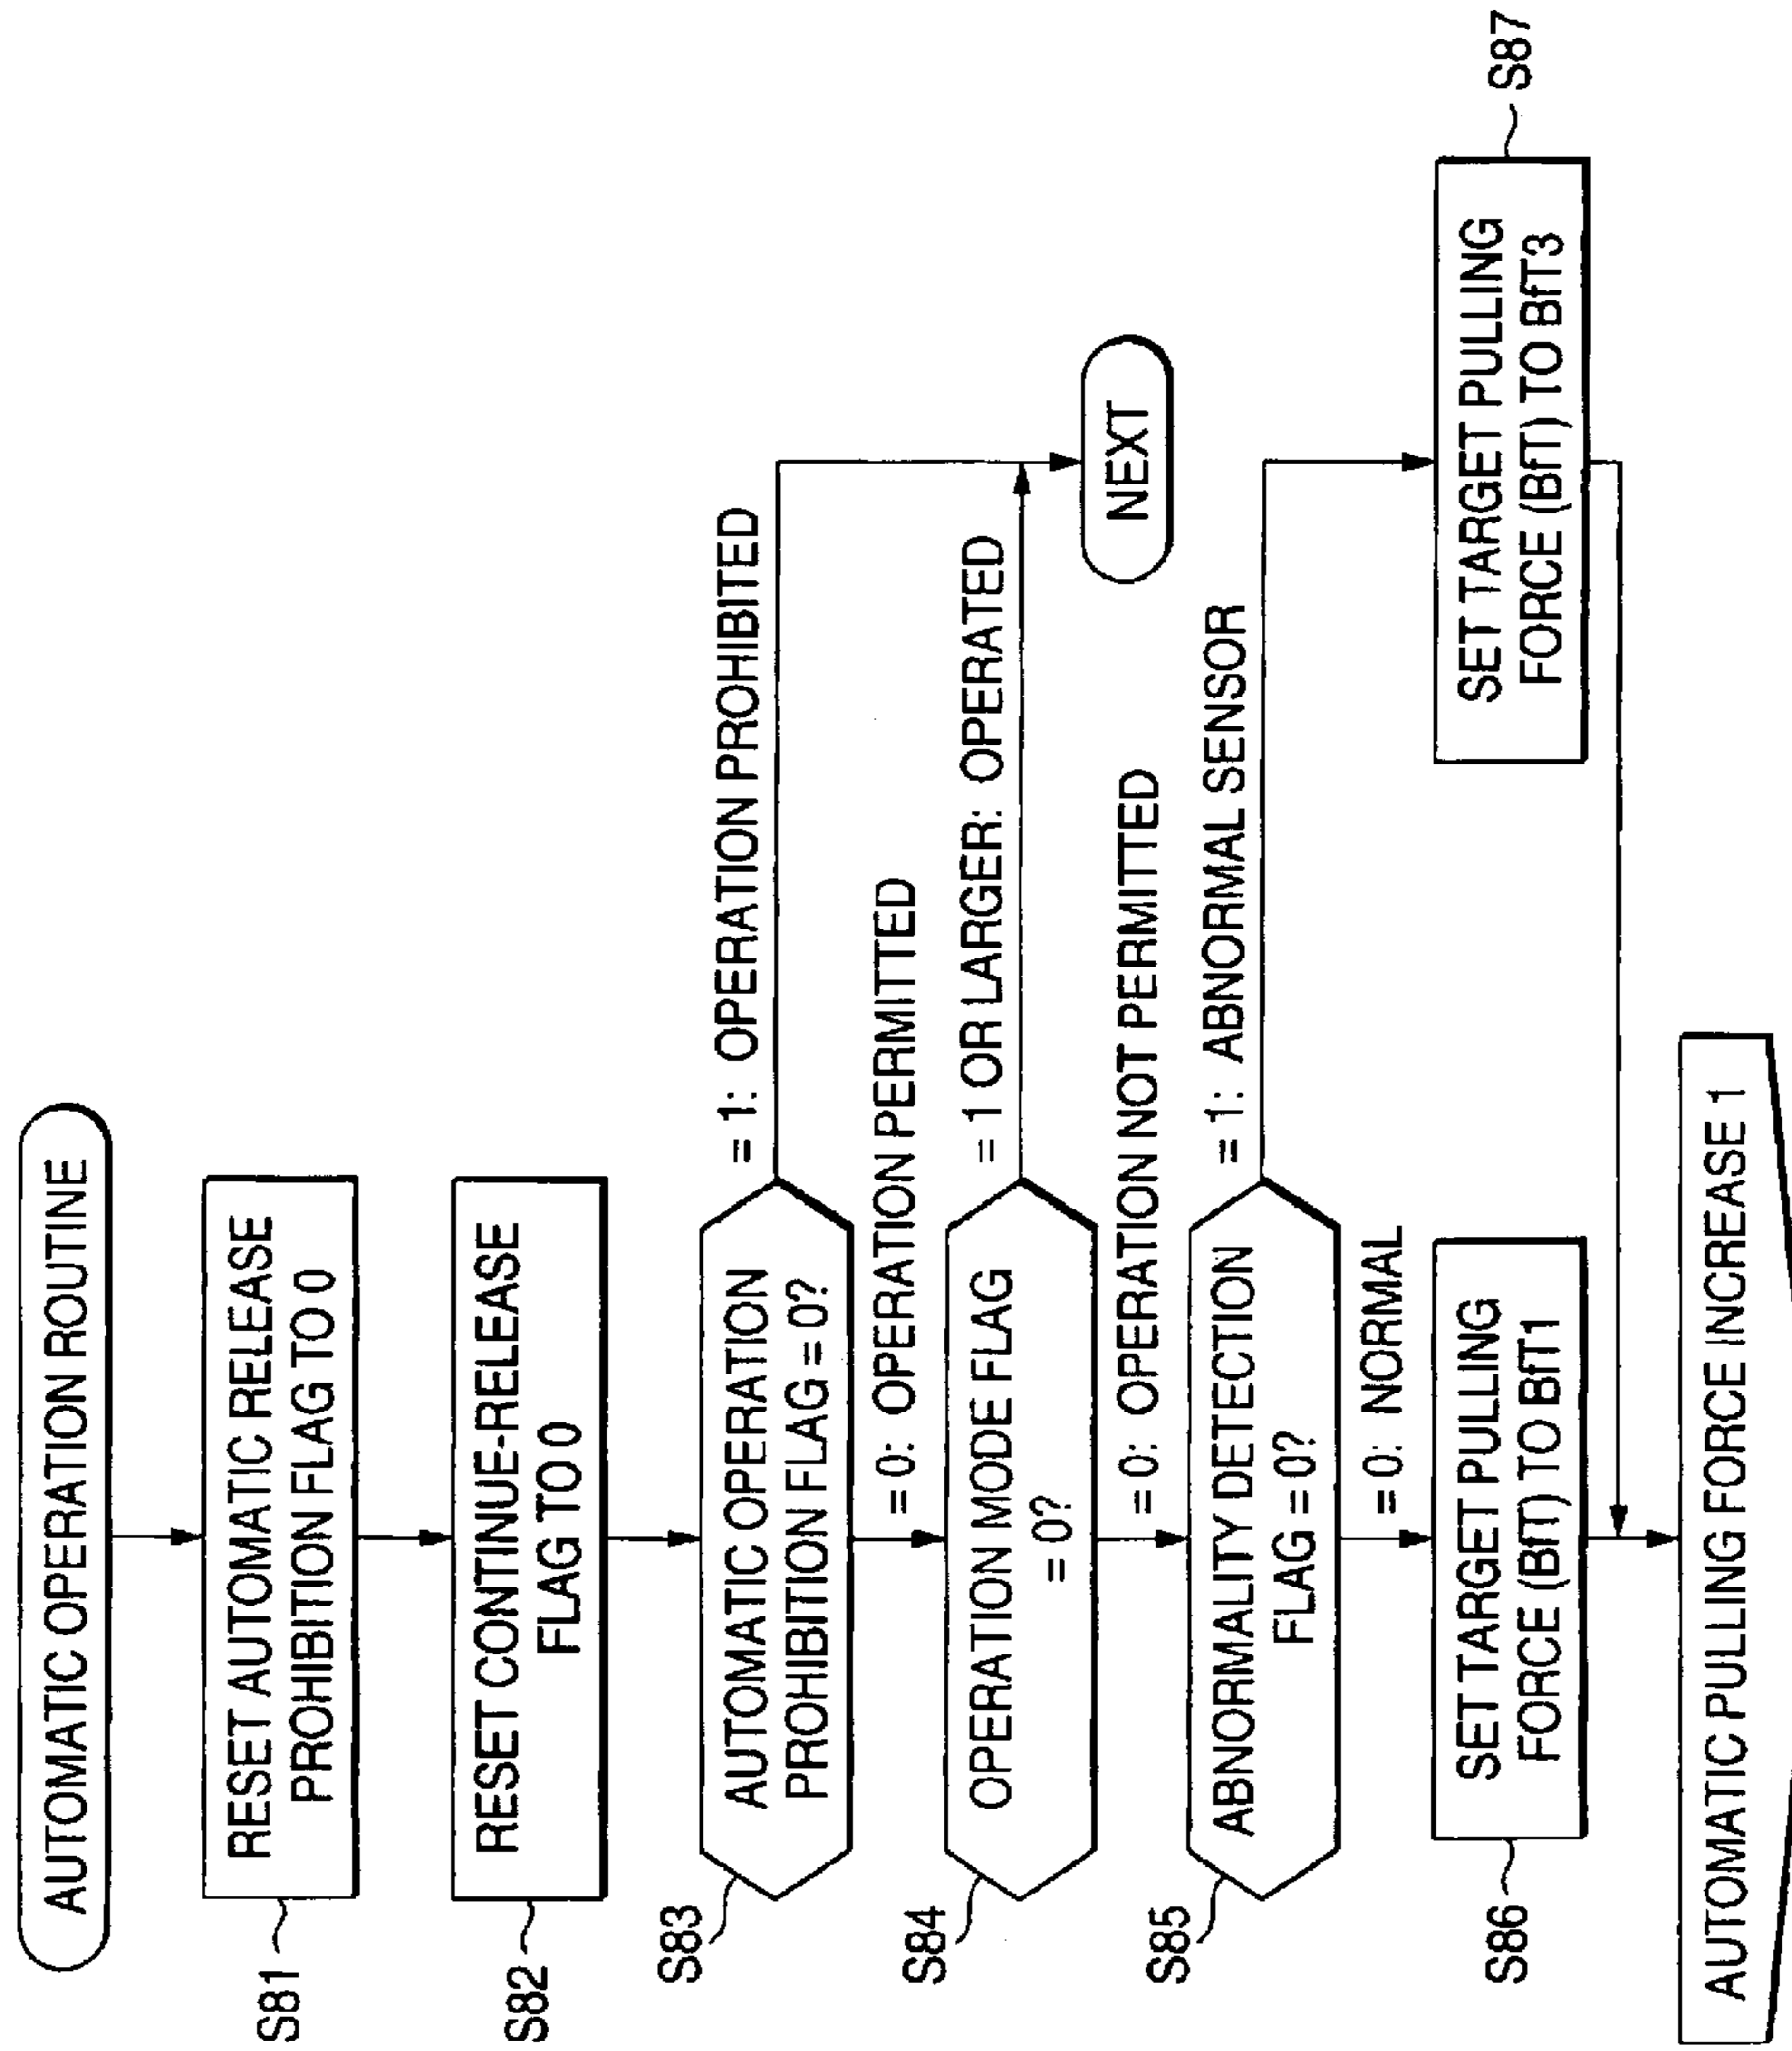 AUTOMATIC OPERATION ROUTINE
S81
RESET AUTOMATIC RELEASE
PROHIBITION FLAG TO 0
S82
RESET CONTINUE-RELEASE
FLAG TO 0
S83
AUTOMATIC OPERATION
PROHIBITION FLAG = 0?
= 1: OPERATION PROHIBITED
= 0: OPERATION PERMITTED
S84
OPERATION MODE FLAG
= 0?
= 1 OR LARGER: OPERATED
NEXT
= 0: OPERATION NOT PERMITTED
S85
ABNORMALITY DETECTION
FLAG = 0?
= 1: ABNORMAL SENSOR
= 0: NORMAL
S86
SET TARGET PULLING
FORCE (BfT) TO BfT1
SET TARGET PULLING
FORCE (BfT) TO BfT3
S87
AUTOMATIC PULLING FORCE INCREASE 1